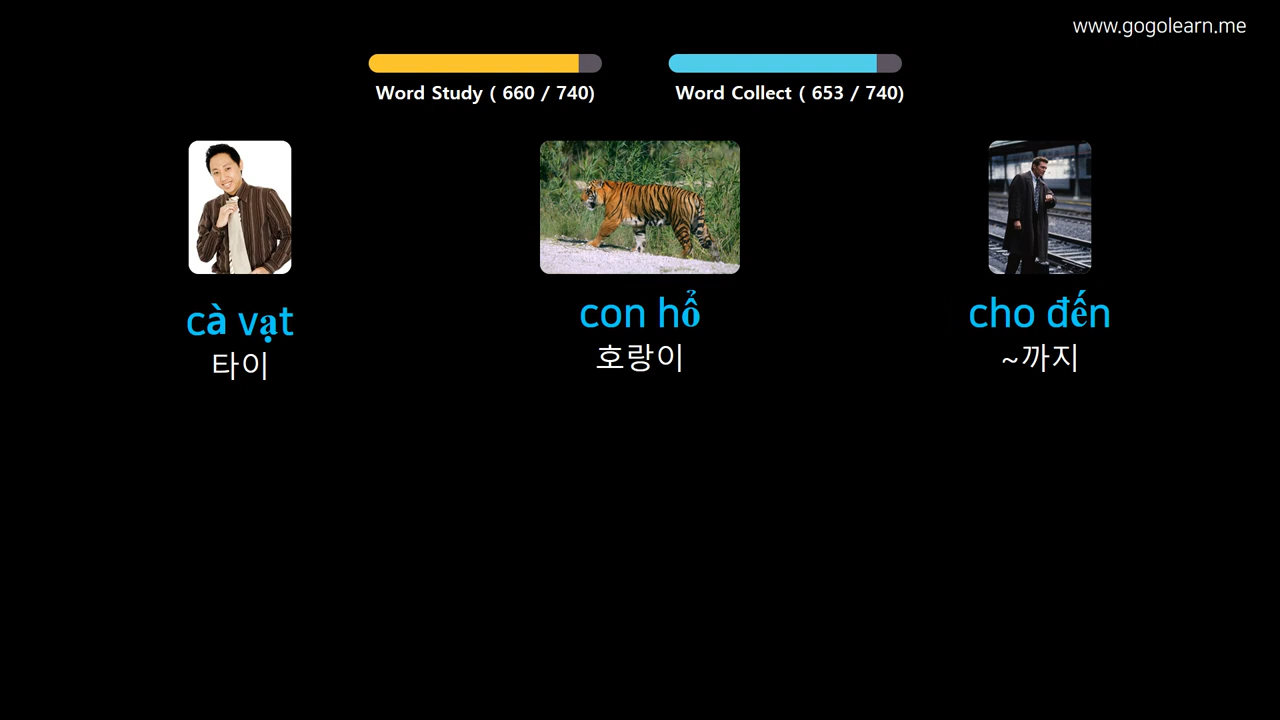 www.gogolearn.me
Word Study ( 660 / 740)
Word Collect ( 653 / 740)
cà vạt
타이
con hổ
호랑이
cho đến
~까지